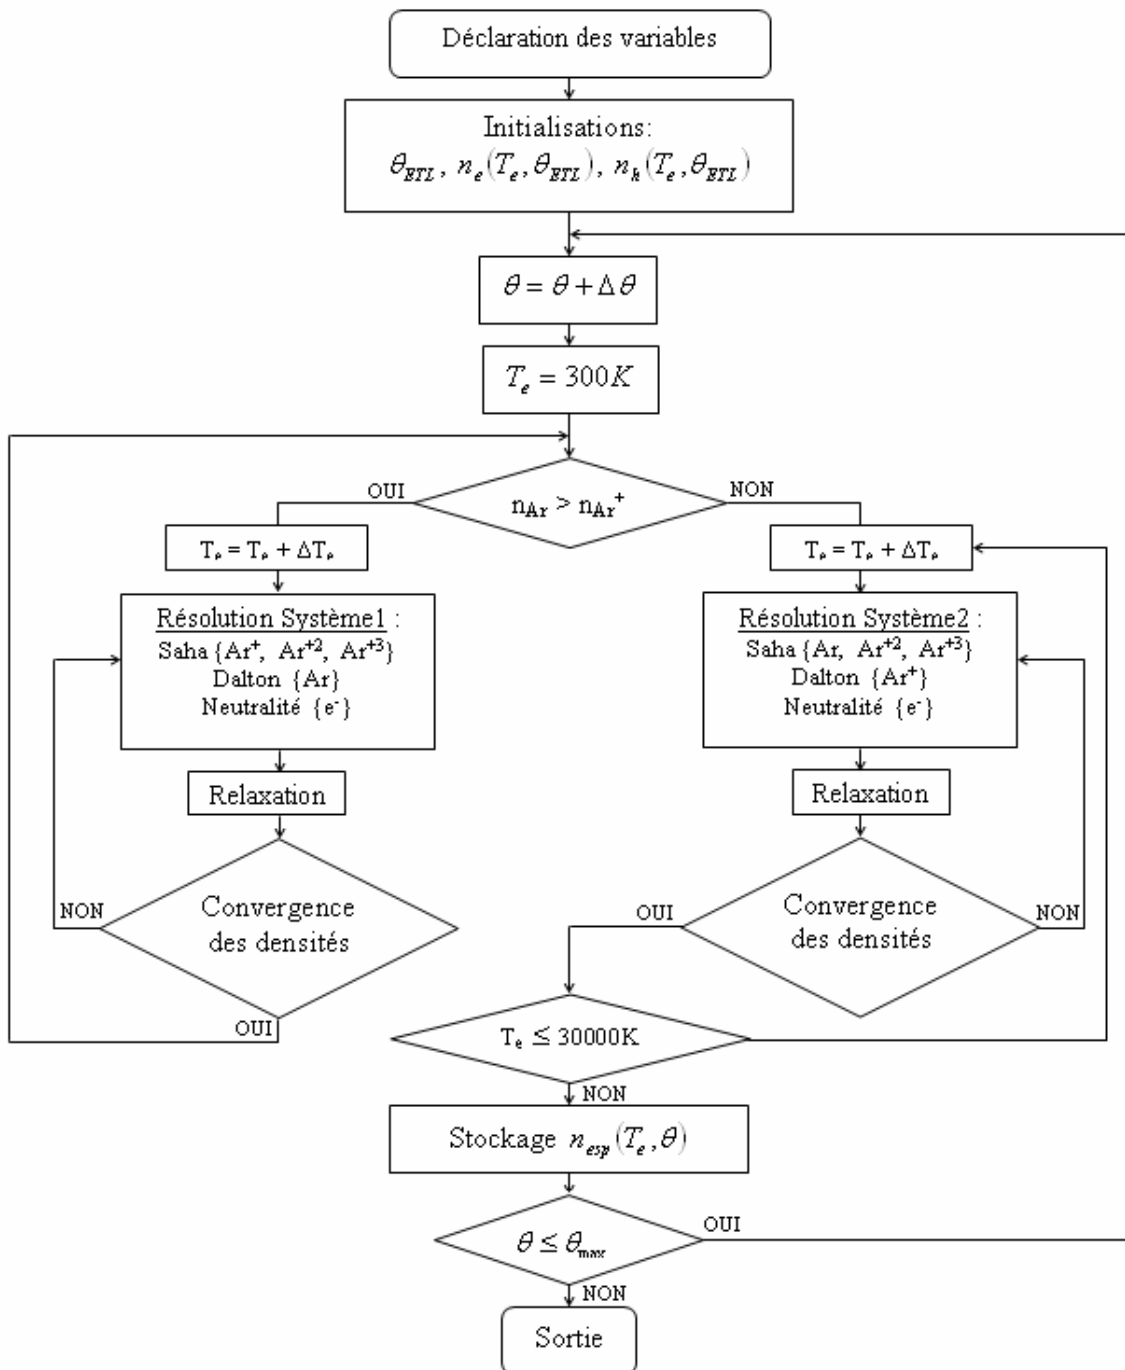 Déclaration des variables
Initialisations:
θ_ETL, n_e(T_e, θ_ETL), n_h(T_e, θ_ETL)
θ = θ + Δθ
T_e = 300K
OUI
n_Ar > n_Ar⁺
NON
T_e = T_e + ΔT_e
T_e = T_e + ΔT_e
Résolution Système1 :
Saha {Ar⁺, Ar⁺², Ar⁺³}
Dalton {Ar}
Neutralité {e⁻}
Résolution Système2 :
Saha {Ar, Ar⁺², Ar⁺³}
Dalton {Ar⁺}
Neutralité {e⁻}
Relaxation
Relaxation
NON
Convergence
des densités
OUI
OUI
Convergence
des densités
NON
T_e ≤ 30000K
NON
Stockage n_esp(T_e, θ)
θ ≤ θ_max
OUI
NON
Sortie